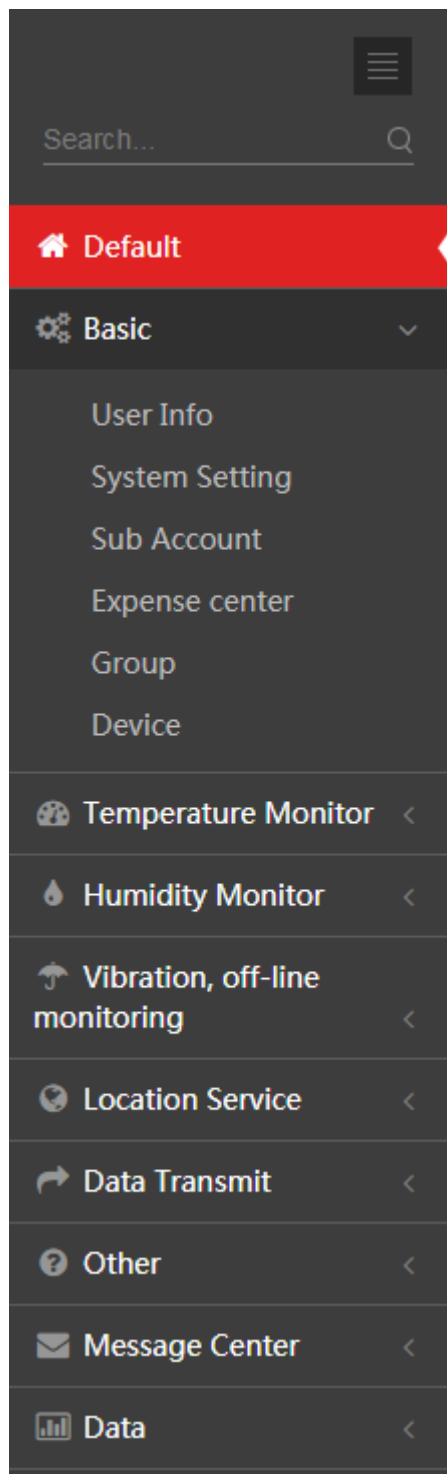 Search...
Default
Basic
User Info
System Setting
Sub Account
Expense center
Group
Device
Temperature Monitor
Humidity Monitor
Vibration, off-line
monitoring
Location Service
Data Transmit
Other
Message Center
Data